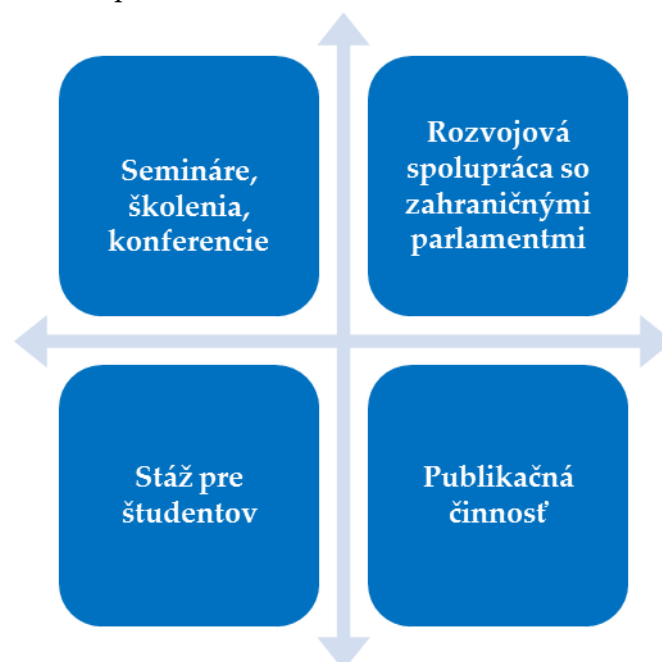 Semináre,
školenia,
konferencie
Rozvojová
spolupráca so
zahraničnými
parlamentmi
Stáž pre
študentov
Publikačná
činnosť